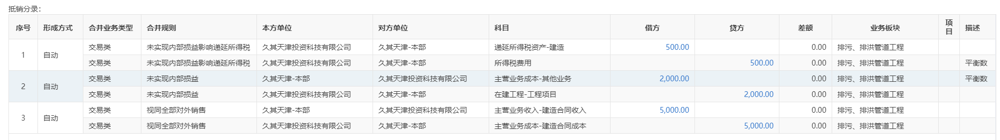 抵销分录:
序号 形成方式 合并业务类型 合并规则 本方单位 对方单位 科目 借方 贷方 差额 业务板块 项目 描述
1 自动 交易类 未实现内部损益影响递延所得税 久其天津投资科技有限公司 久其天津-本部 递延所得税资产-建造 500.00 0.00 排污、排洪管道工程
交易类 未实现内部损益影响递延所得税 久其天津投资科技有限公司 久其天津-本部 所得税费用 500.00 0.00 排污、排洪管道工程 平衡数
2 自动 交易类 未实现内部损益 久其天津-本部 久其天津投资科技有限公司 主营业务成本-其他业务 2,000.00 0.00 排污、排洪管道工程 平衡数
交易类 未实现内部损益 久其天津投资科技有限公司 久其天津-本部 在建工程-工程项目 2,000.00 0.00 排污、排洪管道工程
3 自动 交易类 视同全部对外销售 久其天津-本部 久其天津投资科技有限公司 主营业务收入-建造合同收入 5,000.00 0.00 排污、排洪管道工程
交易类 视同全部对外销售 久其天津投资科技有限公司 久其天津-本部 主营业务成本-建造合同成本 5,000.00 0.00 排污、排洪管道工程